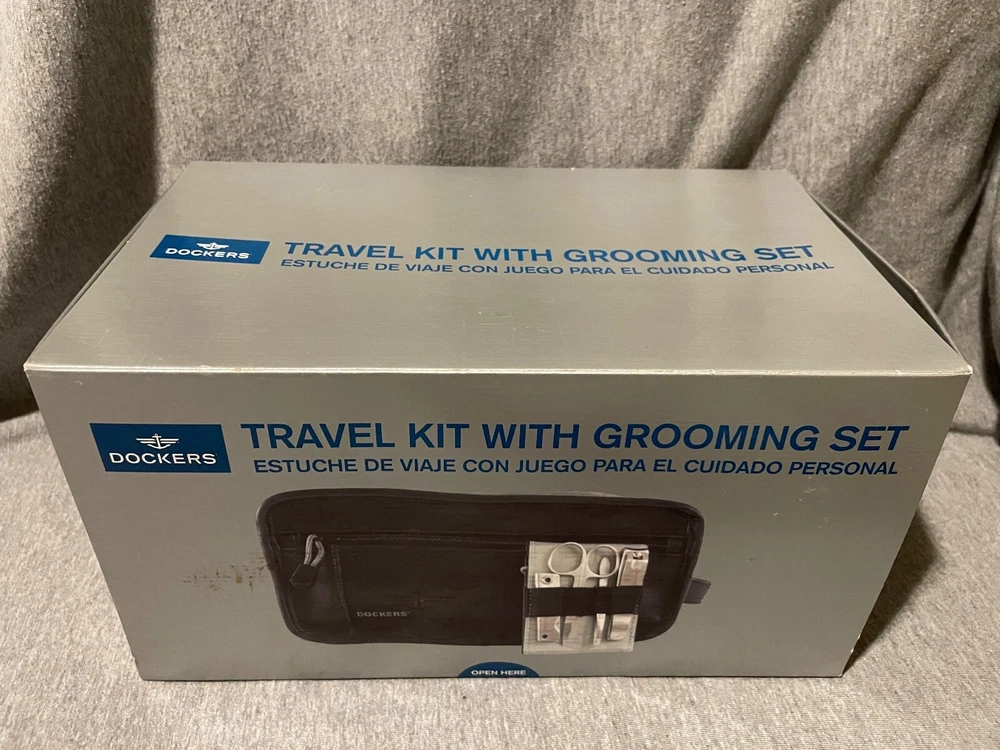 DOCKERS
TRAVEL KIT WITH GROOMING SET
ESTUCHE DE VIAJE CON JUEGO PARA EL CUIDADO PERSONAL
DOCKERS
TRAVEL KIT WITH GROOMING SET
ESTUCHE DE VIAJE CON JUEGO PARA EL CUIDADO PERSONAL
DOCKERS
OPEN HERE